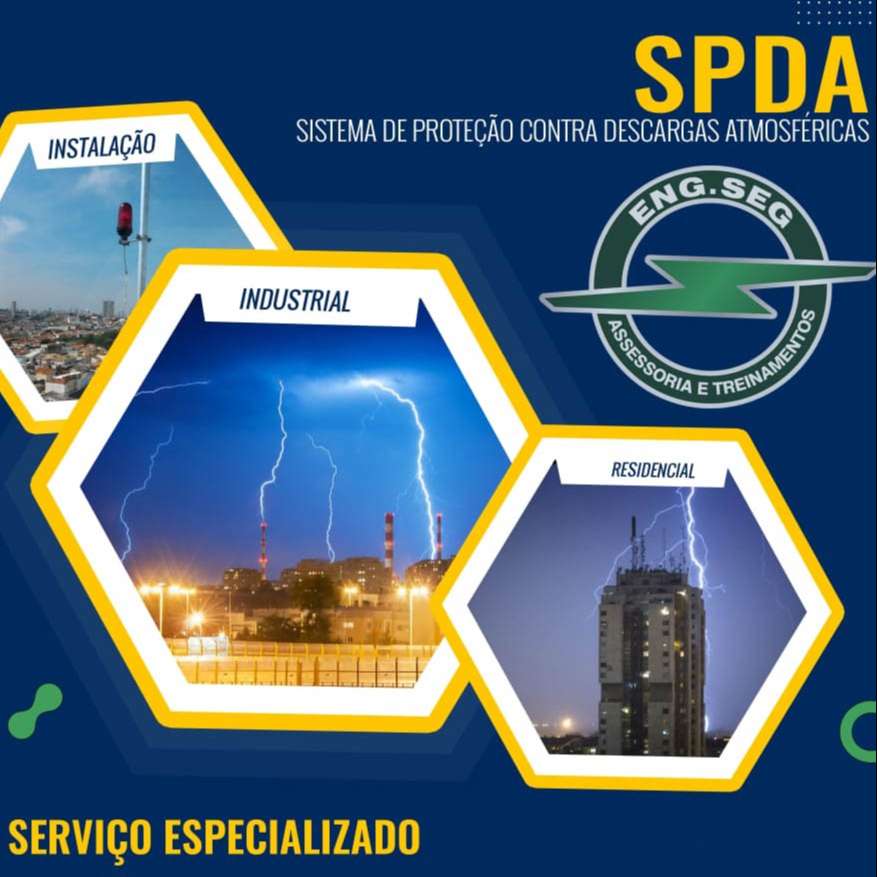 SPDA
SISTEMA DE PROTEÇÃO CONTRA DESCARGAS ATMOSFÉRICAS
INSTALAÇÃO
ENG.SEG
ASSESSORIA E TREINAMENTOS
INDUSTRIAL
RESIDENCIAL
SERVIÇO ESPECIALIZADO